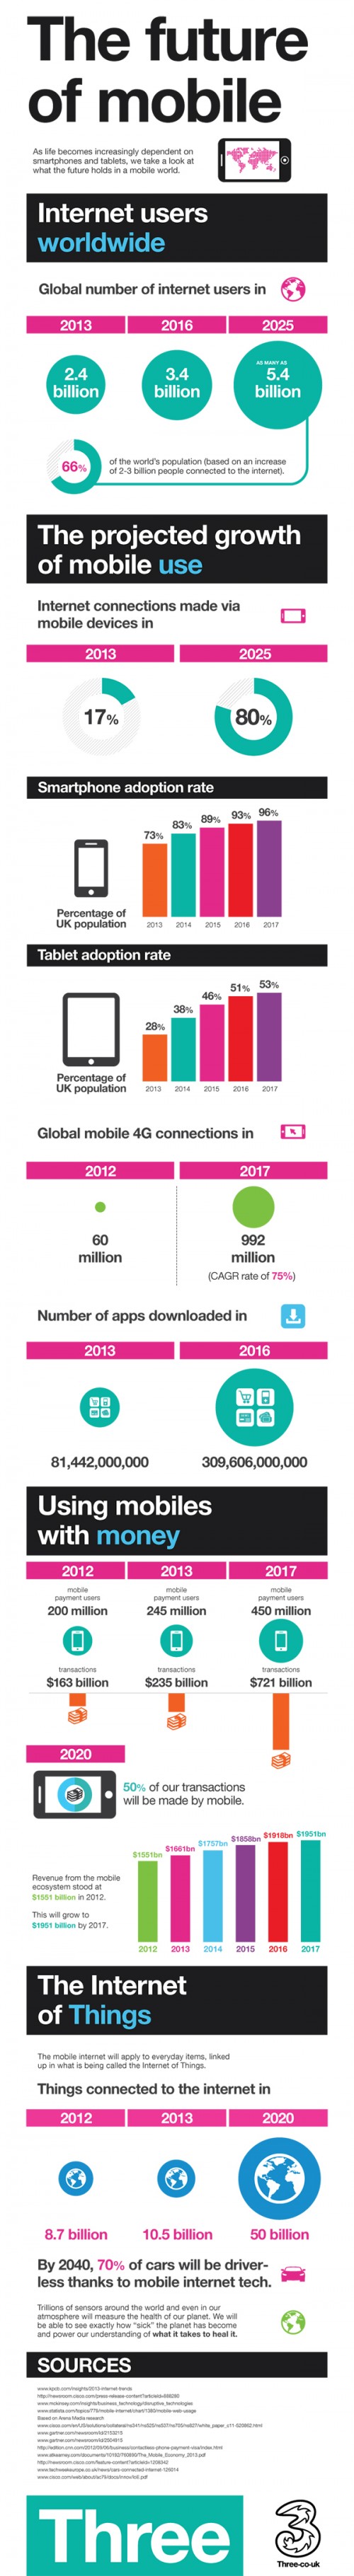 The future
of mobile
As life becomes increasingly dependent on
smartphones and tablets, we take a look at
what the future holds in a mobile world.
Internet users
worldwide
Global number of internet users in
2013
2016
2025
2.4
billion
3.4
billion
AS MANY AS
5.4
billion
66%
of the world's population (based on an increase
of 2-3 billion people connected to the internet).
The projected growth
of mobile use
Internet connections made via
mobile devices in
2013
2025
17%
80%
Smartphone adoption rate
73%
83%
89%
93%
96%
Percentage of
UK population
2013 2014 2015 2016 2017
Tablet adoption rate
28%
38%
46%
51%
53%
Percentage of
UK population
2013 2014 2015 2016 2017
Global mobile 4G connections in
2012
2017
60
million
992
million
(CAGR rate of 75%)
Number of apps downloaded in
2013
2016
81,442,000,000
309,606,000,000
Using mobiles
with money
2012
2013
2017
mobile
payment users
200 million
mobile
payment users
245 million
mobile
payment users
450 million
transactions
$163 billion
transactions
$235 billion
transactions
$721 billion
2020
50% of our transactions
will be made by mobile.
$1551bn
$1661bn
$1757bn
$1858bn
$1918bn
$1951bn
Revenue from the mobile
ecosystem stood at
$1551 billion in 2012.
This will grow to
$1951 billion by 2017.
2012 2013 2014 2015 2016 2017
The Internet
of Things
The mobile internet will apply to everyday items, linked
up in what is being called the Internet of Things.
Things connected to the internet in
2012
2013
2020
8.7 billion
10.5 billion
50 billion
By 2040, 70% of cars will be driver-
less thanks to mobile internet tech.
Trillions of sensors around the world and even in our
atmosphere will measure the health of our planet. We will
be able to see exactly how "sick" the planet has become
and power our understanding of what it takes to heal it.
SOURCES
Based on Arena Media research
Three
Three.co.uk